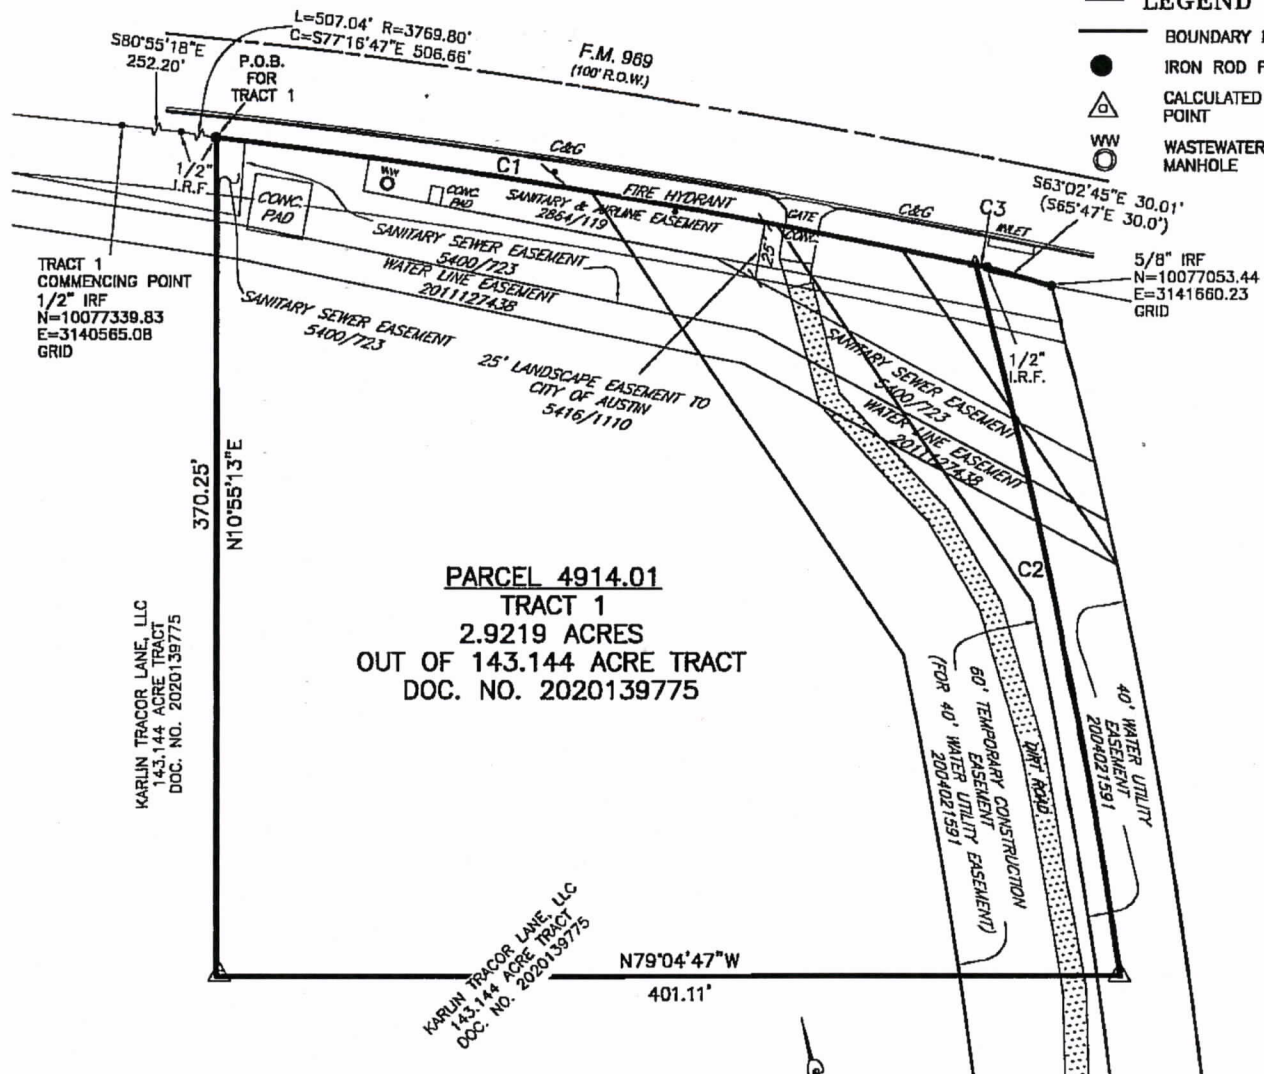 LEGEND
BOUNDARY
IRON ROD
CALCULATED
POINT
WW
WASTEWATER
MANHOLE
L=507.04' R=3769.80'
C=S77°16'47"E 506.66'
S80°55'18"E
252.20'
P.O.B.
FOR
TRACT 1
F.M. 969
(100' R.O.W.)
C&G
C1
1/2"
I.R.F.
CONC.
PAD
WW
CONC.
PAD
SANITARY & AIRLINE EASEMENT
2864/119
FIRE HYDRANT
25'
GATE
CONC.
C&G
C3
INLET
S63°02'45"E 30.01'
(S65°47'E 30.0')
5/8" IRF
N=10077053.44
E=3141660.23
GRID
1/2"
I.R.F.
TRACT 1
COMMENCING POINT
1/2" IRF
N=10077339.83
E=3140565.08
GRID
SANITARY SEWER EASEMENT
5400/723
WATER LINE EASEMENT
2011127438
SANITARY SEWER EASEMENT
5400/723
25' LANDSCAPE EASEMENT TO
CITY OF AUSTIN
5416/1110
SANITARY SEWER EASEMENT
5400/723
WATER LINE EASEMENT
2011127438
370.25'
N10°55'13"E
C2
PARCEL 4914.01
TRACT 1
2.9219 ACRES
OUT OF 143.144 ACRE TRACT
DOC. NO. 2020139775
KARLIN TRACOR LANE, LLC
143.144 ACRE TRACT
DOC. NO. 2020139775
60' TEMPORARY CONSTRUCTION
EASEMENT
(FOR 40' WATER UTILITY EASEMENT)
2004021591
DIRT ROAD
40' WATER UTILITY
EASEMENT
2004021591
KARLIN TRACOR LANE, LLC
143.144 ACRE TRACT
DOC. NO. 2020139775
N79°04'47"W
401.11'